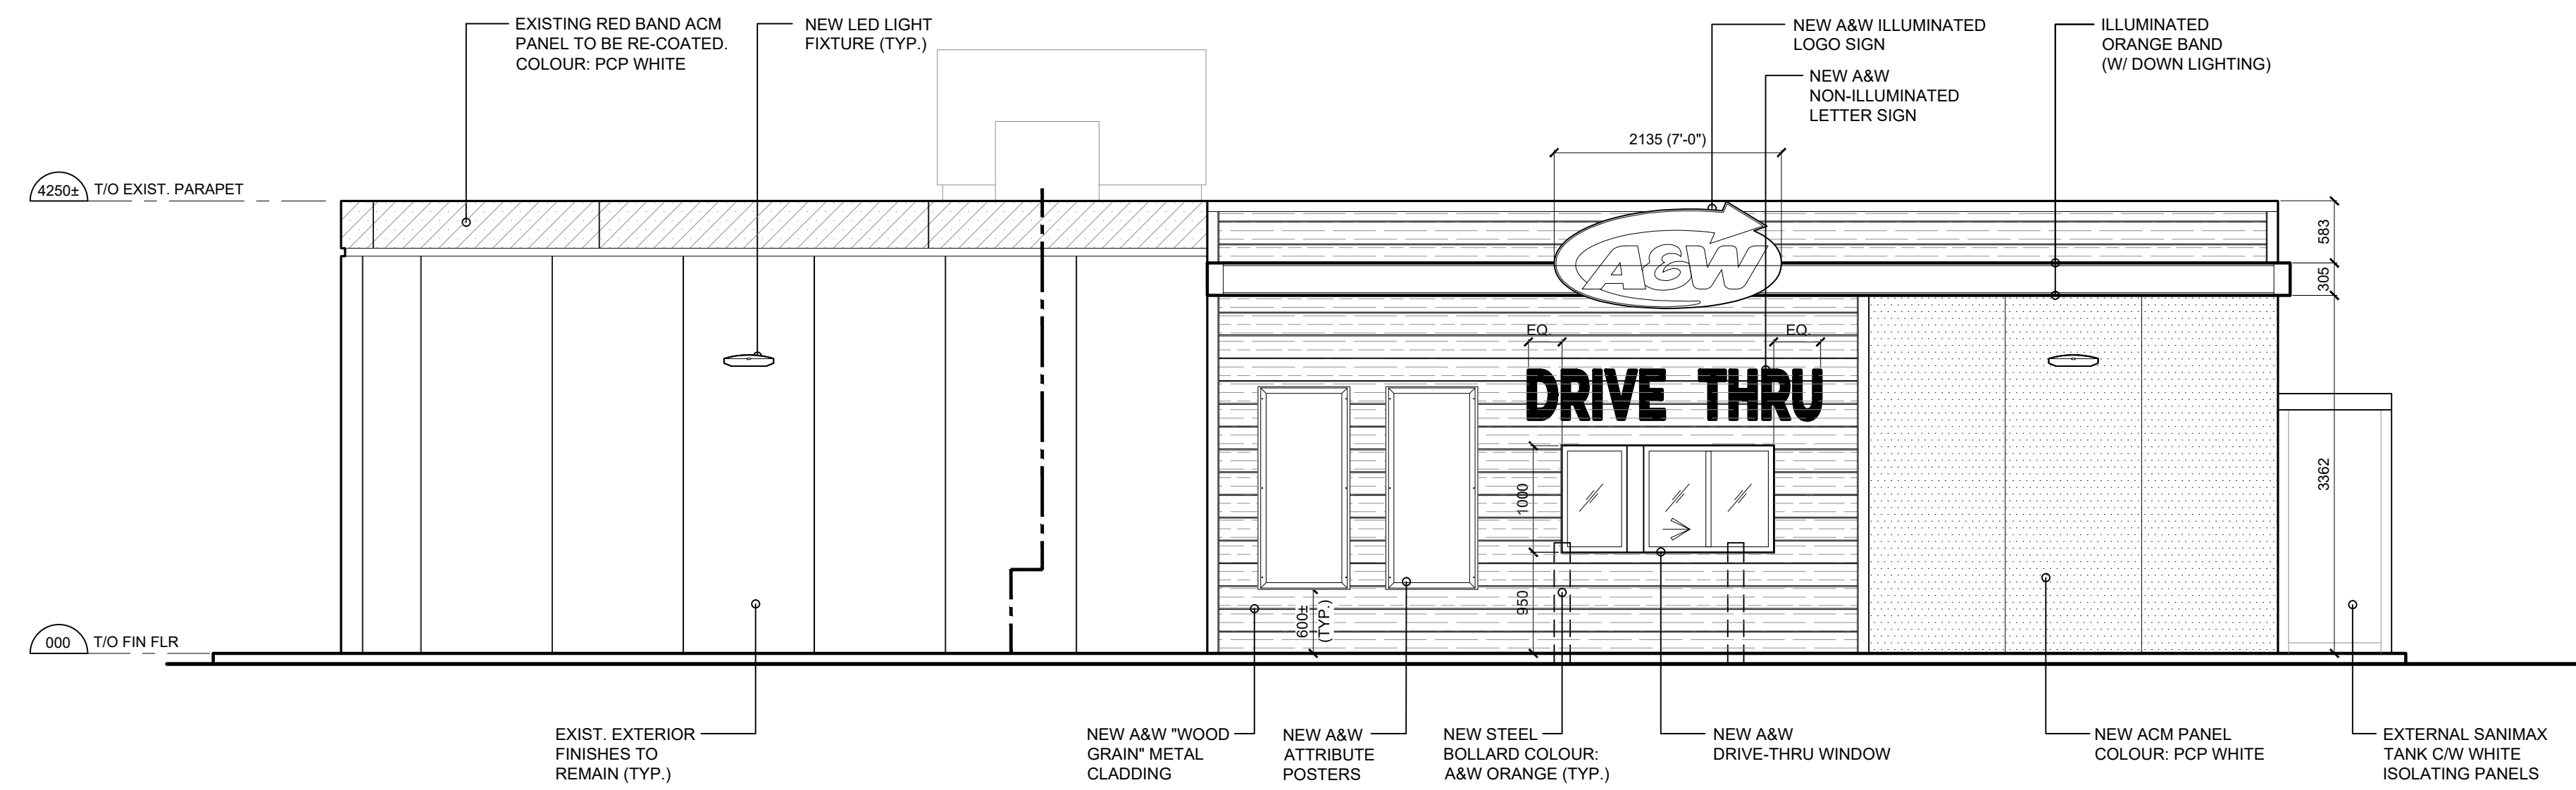 EXISTING RED BAND ACM
PANEL TO BE RE-COATED.
COLOUR: PCP WHITE
NEW LED LIGHT
FIXTURE (TYP.)
NEW A&W ILLUMINATED
LOGO SIGN
NEW A&W
NON-ILLUMINATED
LETTER SIGN
ILLUMINATED
ORANGE BAND
(W/ DOWN LIGHTING)
2135 (7'-0")
4250± T/O EXIST. PARAPET
583
305
A&W
EQ.
EQ.
DRIVE THRU
1000
3362
950
600±
(TYP.)
000 T/O FIN FLR
EXIST. EXTERIOR
FINISHES TO
REMAIN (TYP.)
NEW A&W "WOOD
GRAIN" METAL
CLADDING
NEW A&W
ATTRIBUTE
POSTERS
NEW STEEL
BOLLARD COLOUR:
A&W ORANGE (TYP.)
NEW A&W
DRIVE-THRU WINDOW
NEW ACM PANEL
COLOUR: PCP WHITE
EXTERNAL SANIMAX
TANK C/W WHITE
ISOLATING PANELS